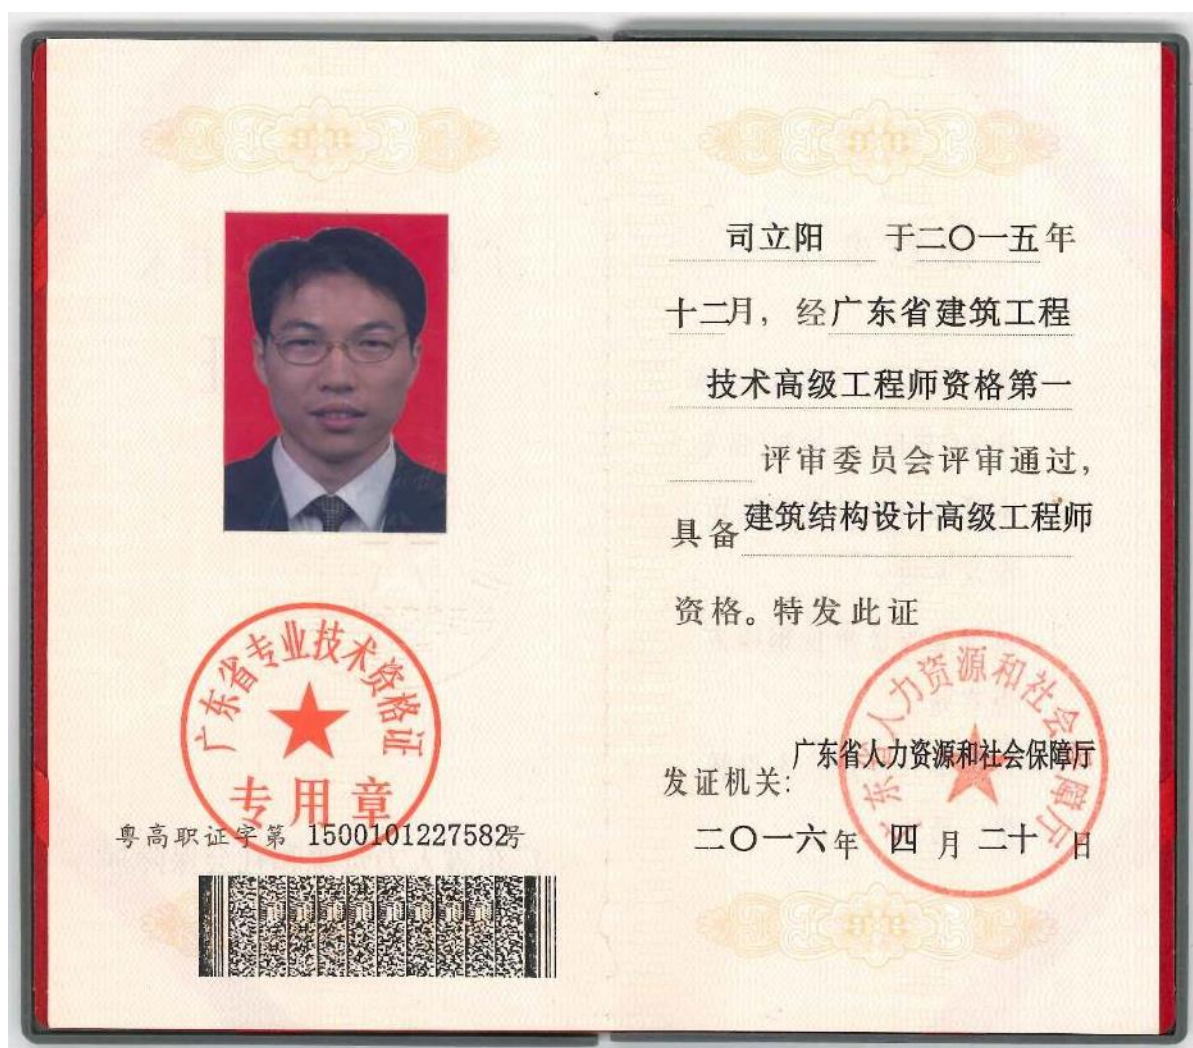 广东省专业技术资格证
专用章
粤高职证字第 1500101227582号
司立阳 于二〇一五年
十二月，经广东省建筑工程
技术高级工程师资格第一
评审委员会评审通过，
具备建筑结构设计高级工程师
资格。特发此证
广东省人力资源和社会保障厅
发证机关：广东省人力资源和社会保障厅
二〇一六年 四月二十日